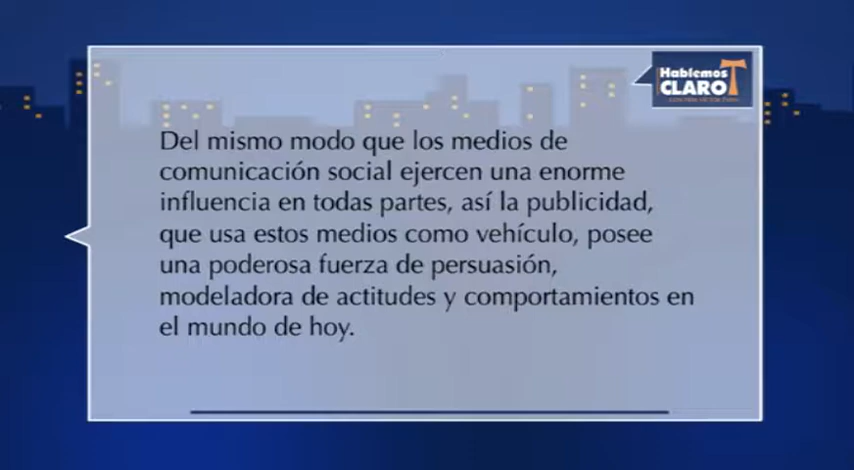 Hablemos
CLARO
Del mismo modo que los medios de
comunicación social ejercen una enorme
influencia en todas partes, así la publicidad,
que usa estos medios como vehículo, posee
una poderosa fuerza de persuasión,
modeladora de actitudes y comportamientos en
el mundo de hoy.